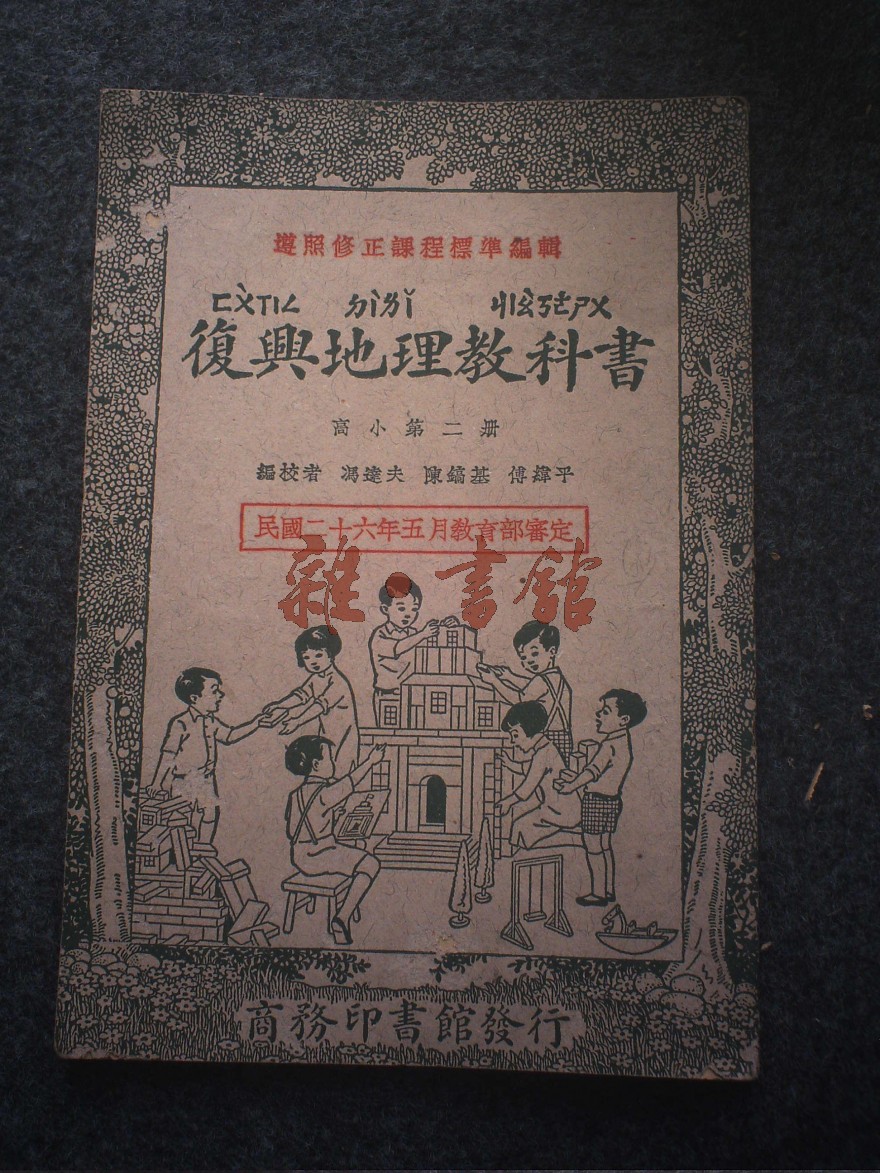 遵照修正課程標準編輯
ㄈㄨˋㄒㄧㄥ ㄉㄧˋㄌㄧˇ ㄐㄧㄠˋㄎㄜㄕㄨ
復興地理教科書
高小第二册
編校者 馮達夫 陳鎬基 傅緯平
民國二十六年五月教育部審定
雜·書館
商務印書館發行